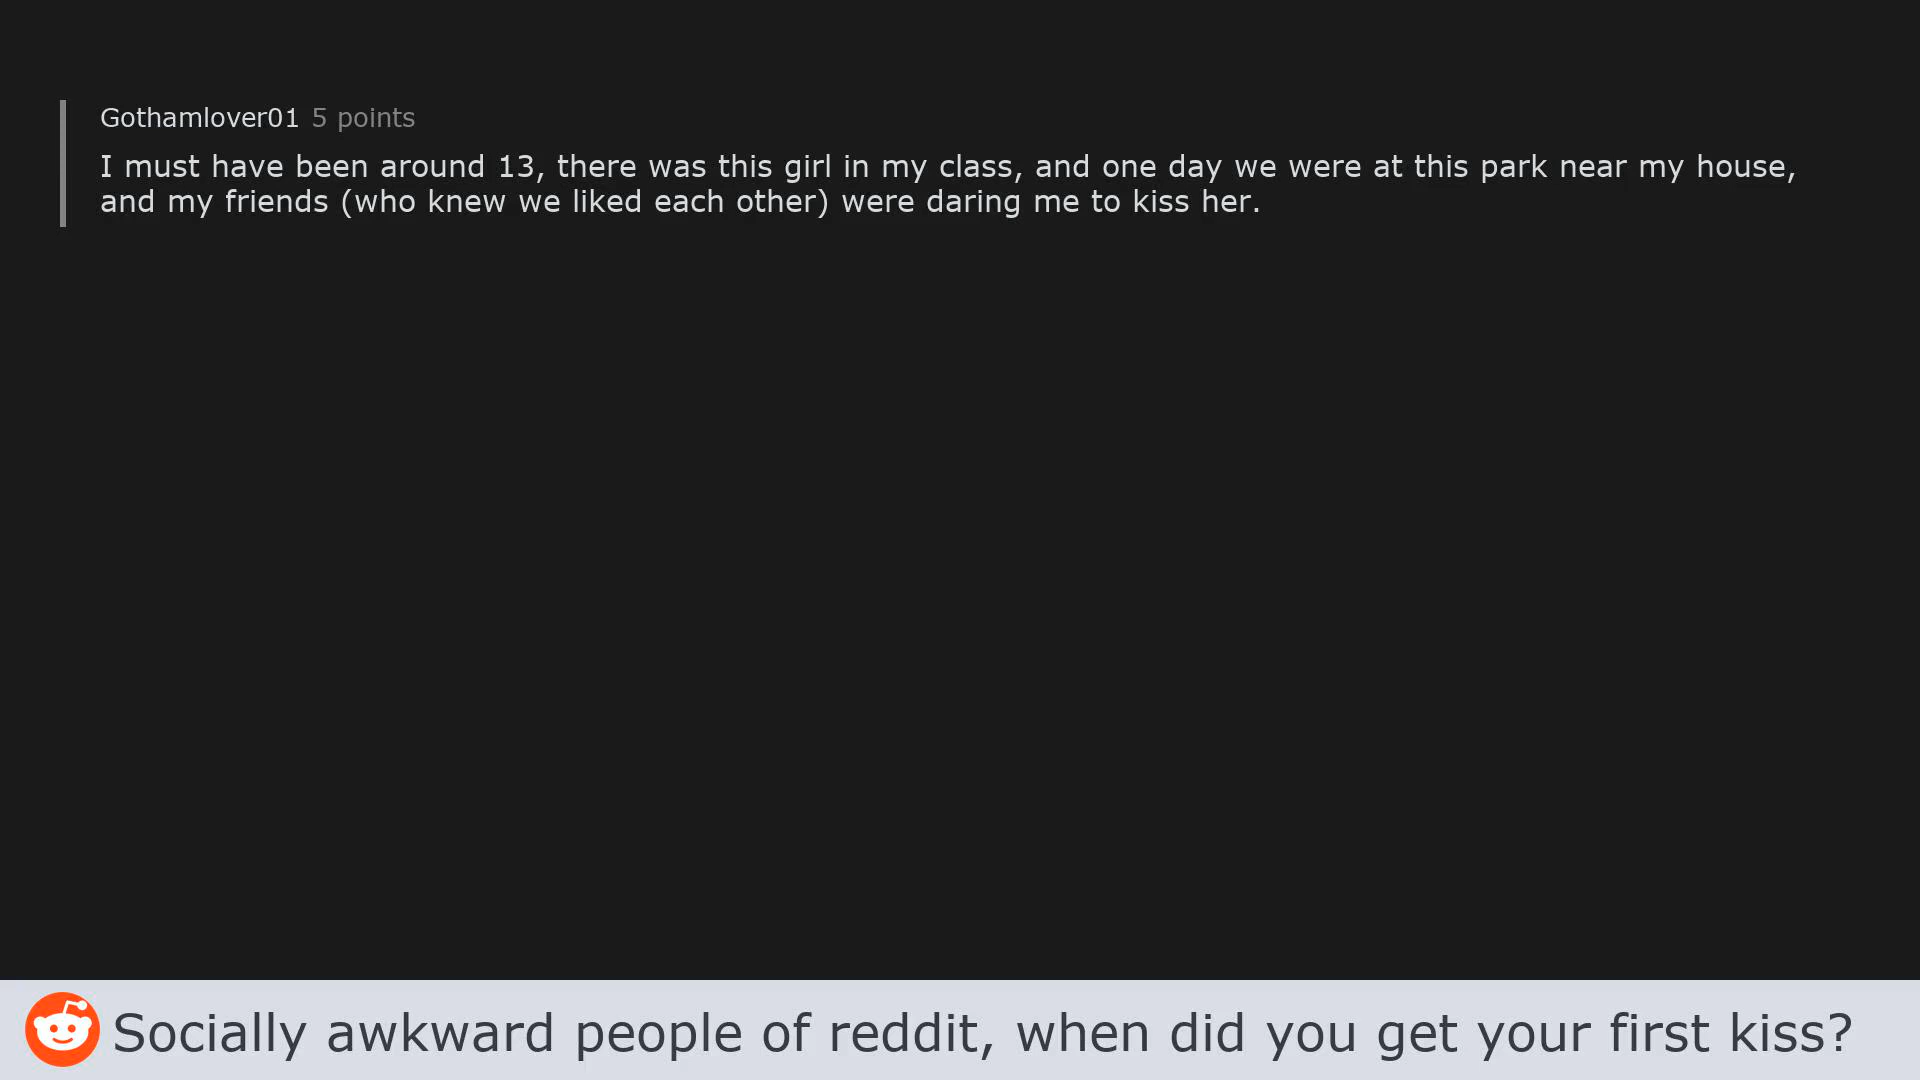 Gothamlover01 5 points
I must have been around 13, there was this girl in my class, and one day we were at this park near my house,
and my friends (who knew we liked each other) were daring me to kiss her.
Socially awkward people of reddit, when did you get your first kiss?